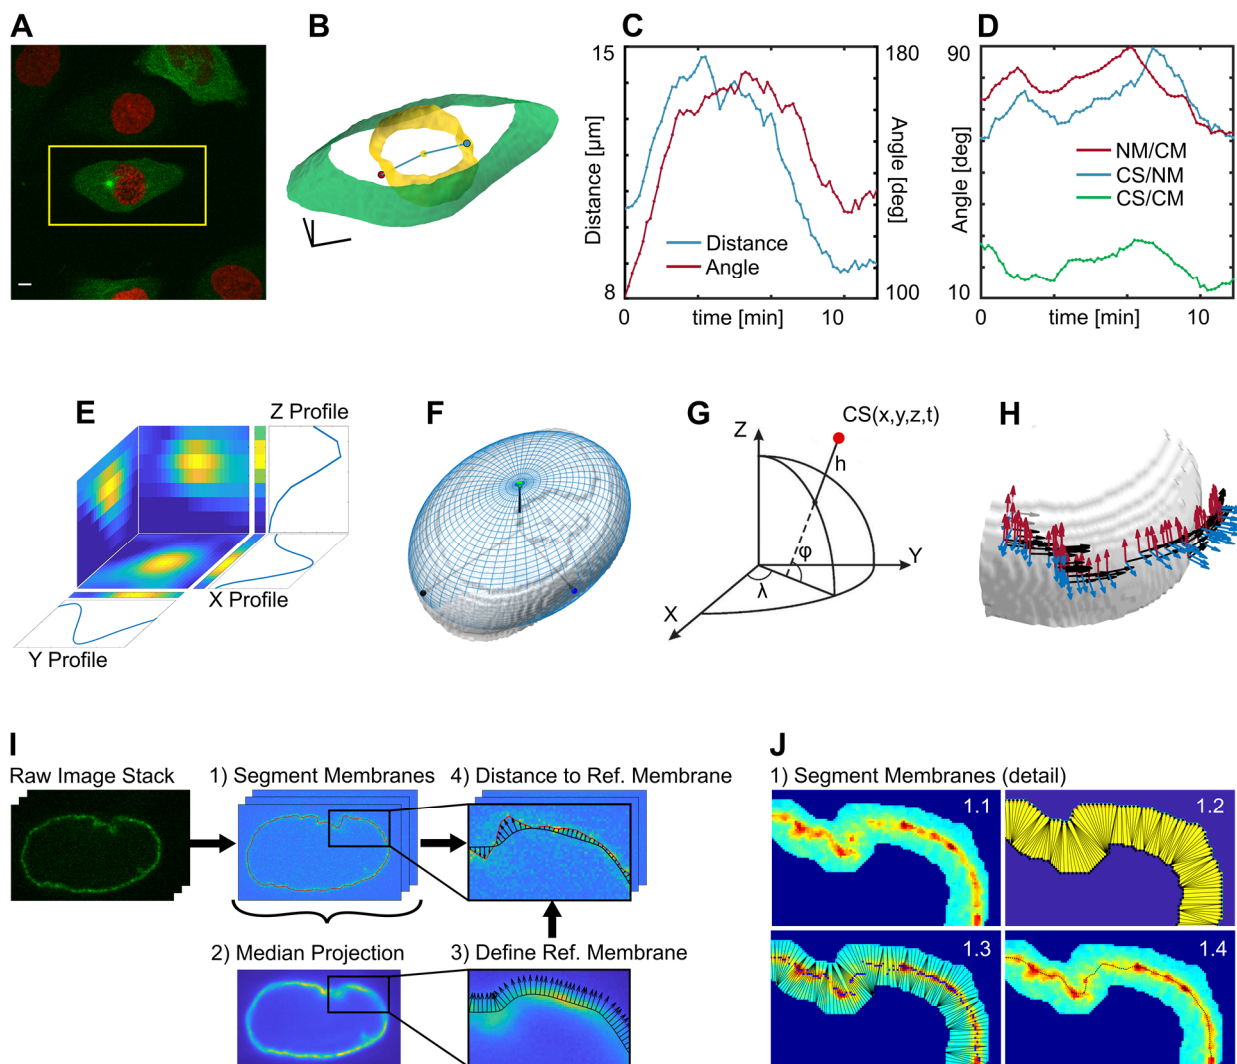 A
B
C
15
180
Distance [µm]
Angle [deg]
Distance
Angle
8
100
0
time [min]
10
D
90
Angle [deg]
NM/CM
CS/NM
CS/CM
10
0
time [min]
10
E
Z Profile
X Profile
Y Profile
F
G
CS(x,y,z,t)
Z
h
φ
Y
λ
X
H
I
Raw Image Stack
1) Segment Membranes
4) Distance to Ref. Membrane
2) Median Projection
3) Define Ref. Membrane
J
1) Segment Membranes (detail)
1.1
1.2
1.3
1.4